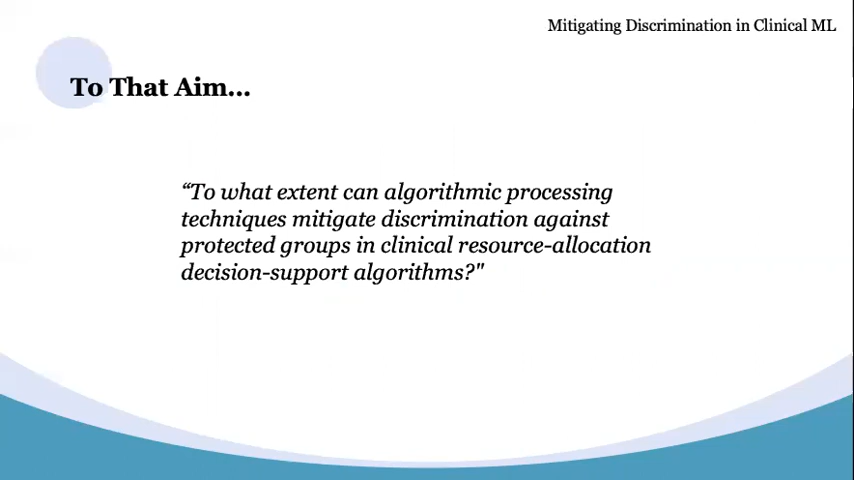 Mitigating Discrimination in Clinical ML
To That Aim...
“To what extent can algorithmic processing
techniques mitigate discrimination against
protected groups in clinical resource-allocation
decision-support algorithms?"